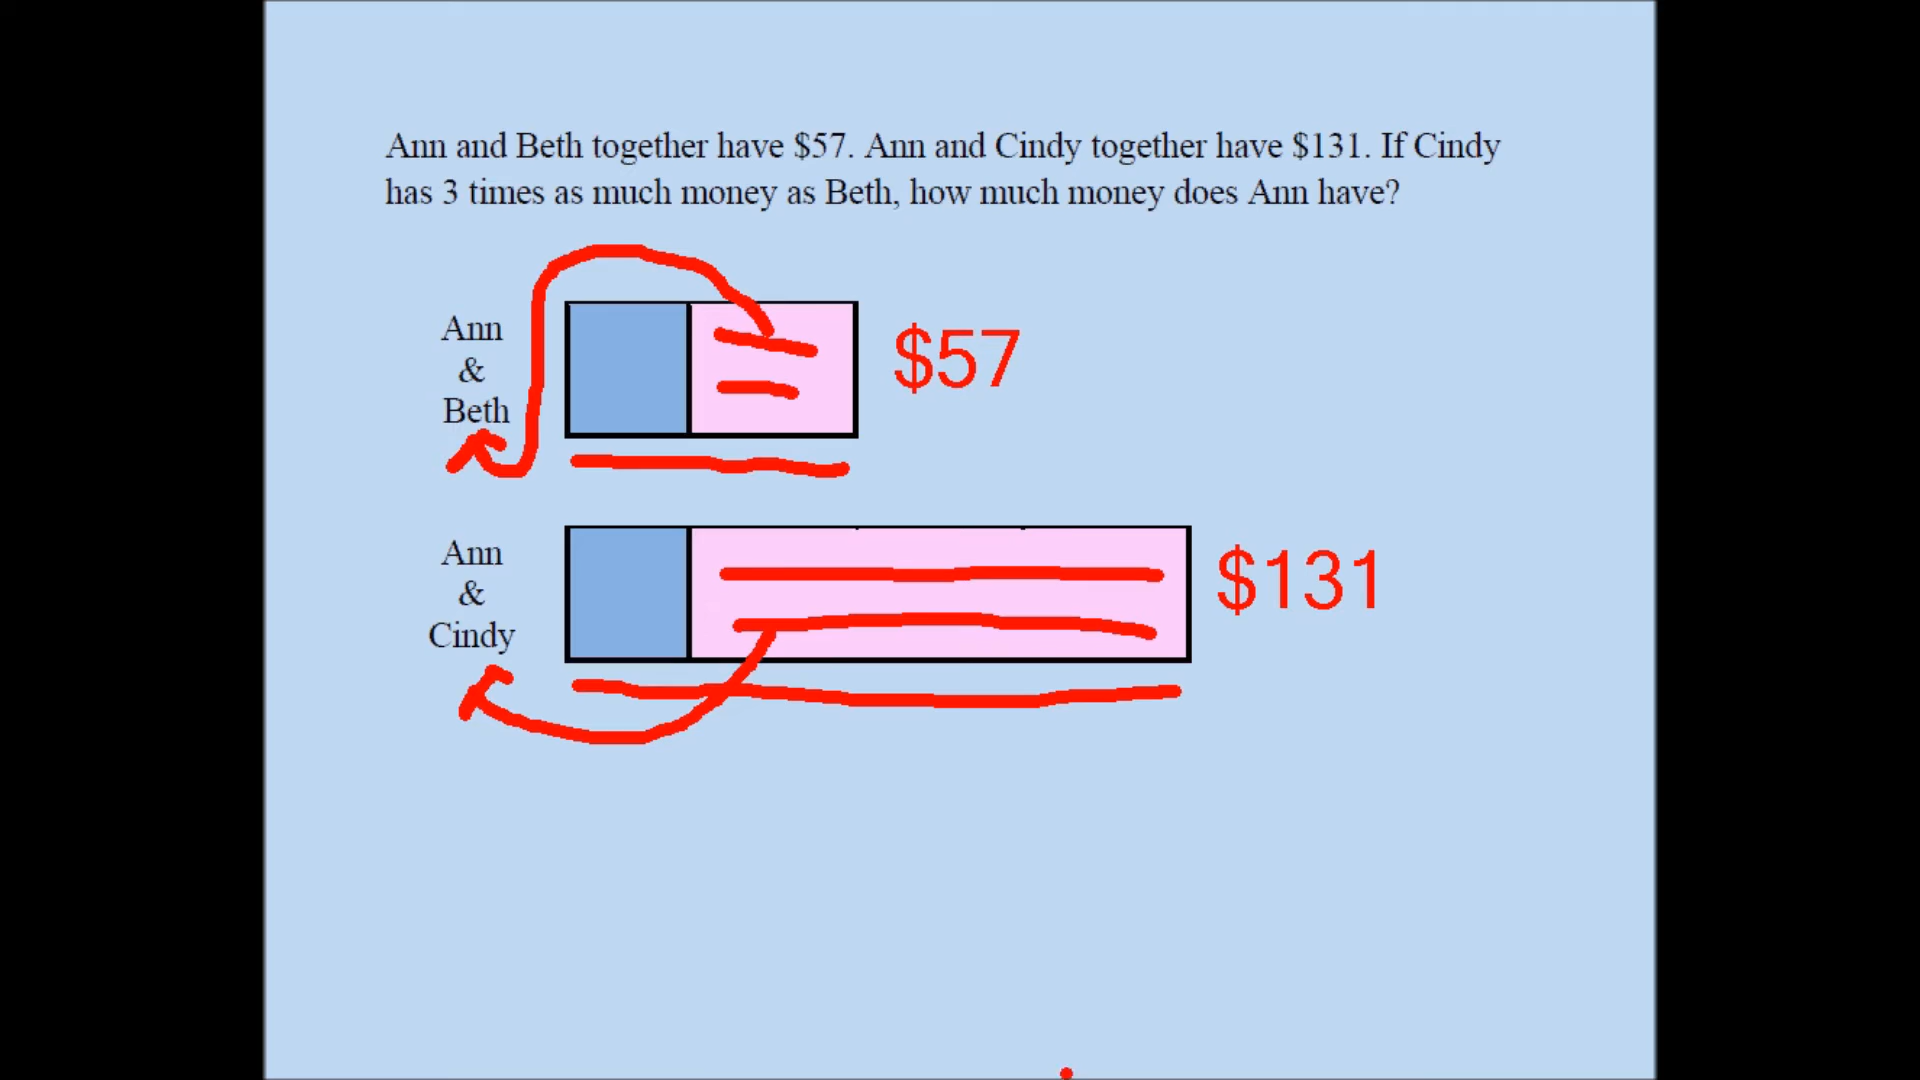 Ann and Beth together have $57. Ann and Cindy together have $131. If Cindy
has 3 times as much money as Beth, how much money does Ann have?
Ann
&
Beth
$57
Ann
&
Cindy
$131